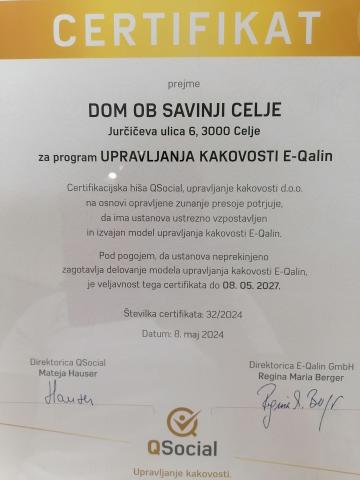 CERTIFIKAT
prejme
DOM OB SAVINJI CELJE
Jurčičeva ulica 6, 3000 Celje
za program UPRAVLJANJA KAKOVOSTI E-Qalin
Certifikacijska hiša QSocial, upravljanje kakovosti d.o.o.
na osnovi opravljene zunanje presoje potrjuje,
da ima ustanova ustrezno vzpostavljen
in izvajan model upravljanja kakovosti E-Qalin.
Pod pogojem, da ustanova neprekinjeno
zagotavlja delovanje modela upravljanja kakovosti E-Qalin,
je veljavnost tega certifikata do 08. 05. 2027.
Številka certifikata: 32/2024
Datum: 8. maj 2024
Direktorica QSocial
Mateja Hauser
Hauser
Direktorica E-Qalin GmbH
Regina Maria Berger
QSocial
Upravljanje kakovosti.